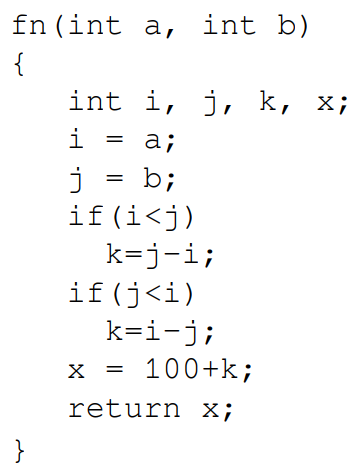 fn(int a, int b)
{
    int i, j, k, x;
    i = a;
    j = b;
    if(i<j)
      k=j-i;
    if(j<i)
      k=i-j;
    x = 100+k;
    return x;
}